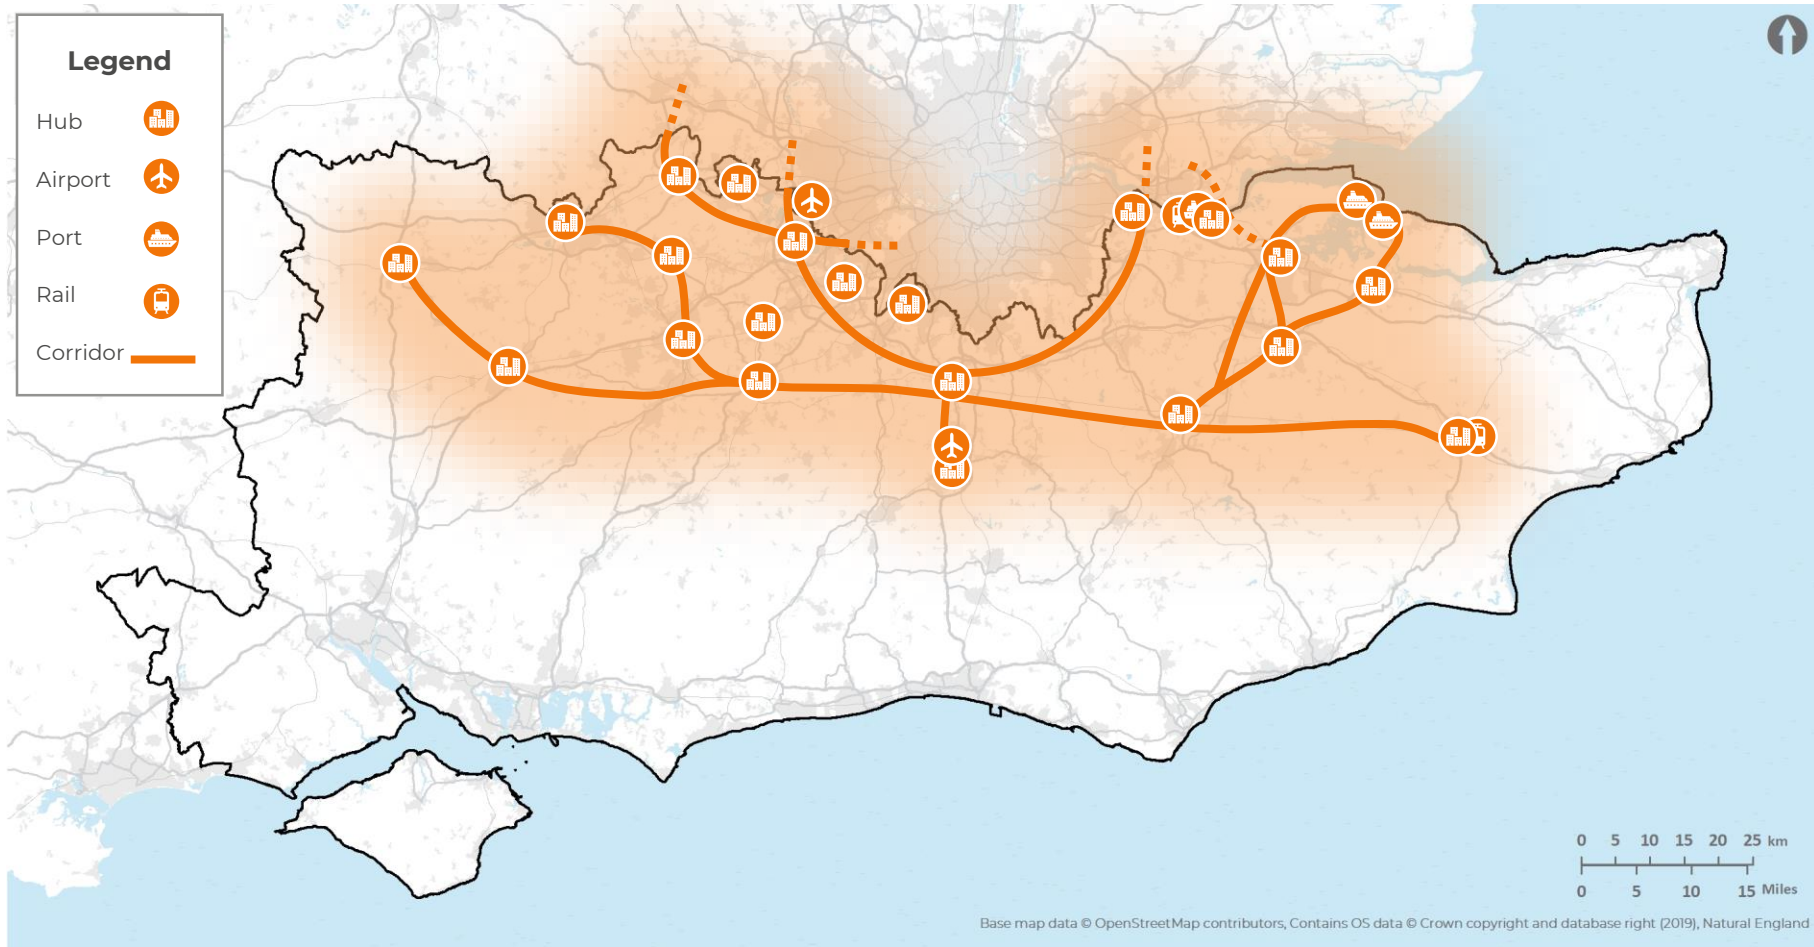 Legend
Hub
Airport
Port
Rail
Corridor
0 5 10 15 20 25 km
0 5 10 15 Miles
Base map data © OpenStreetMap contributors, Contains OS data © Crown copyright and database right (2019), Natural England